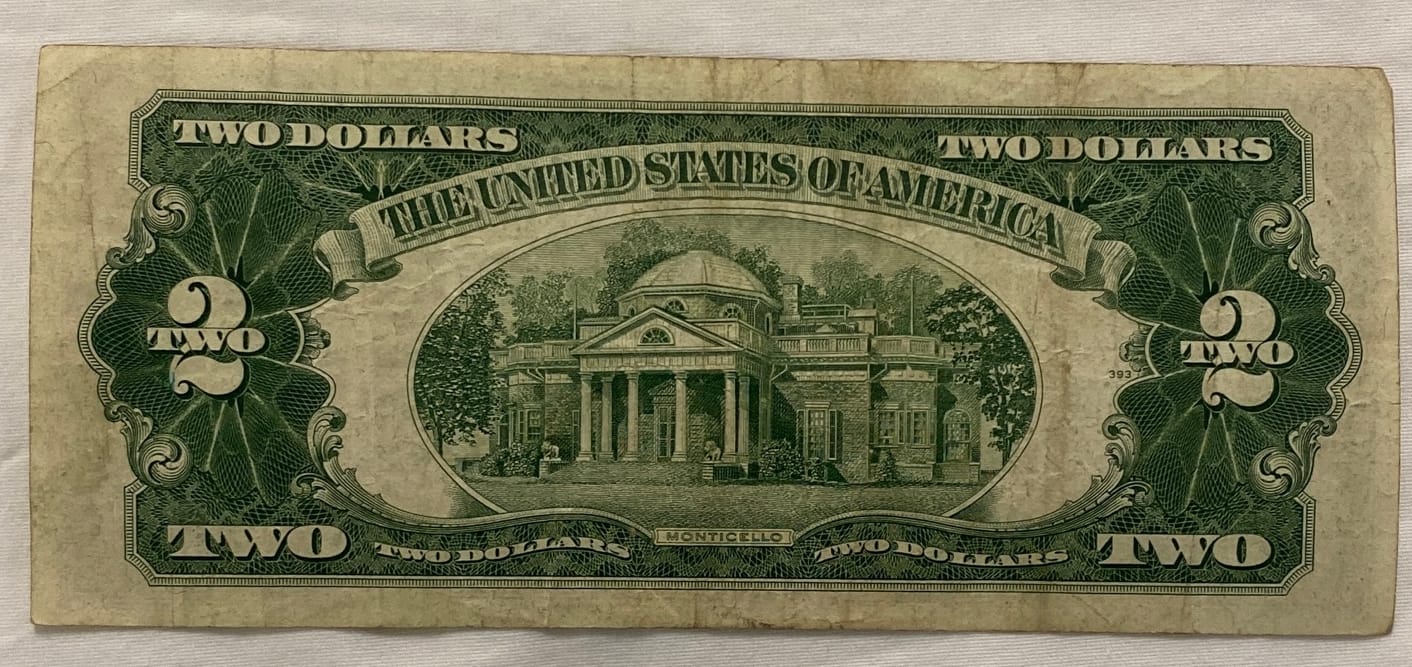 TWO DOLLARS TWO DOLLARS
THE UNITED STATES OF AMERICA
2 2
TWO TWO
393
MONTICELLO
TWO TWO DOLLARS TWO DOLLARS TWO